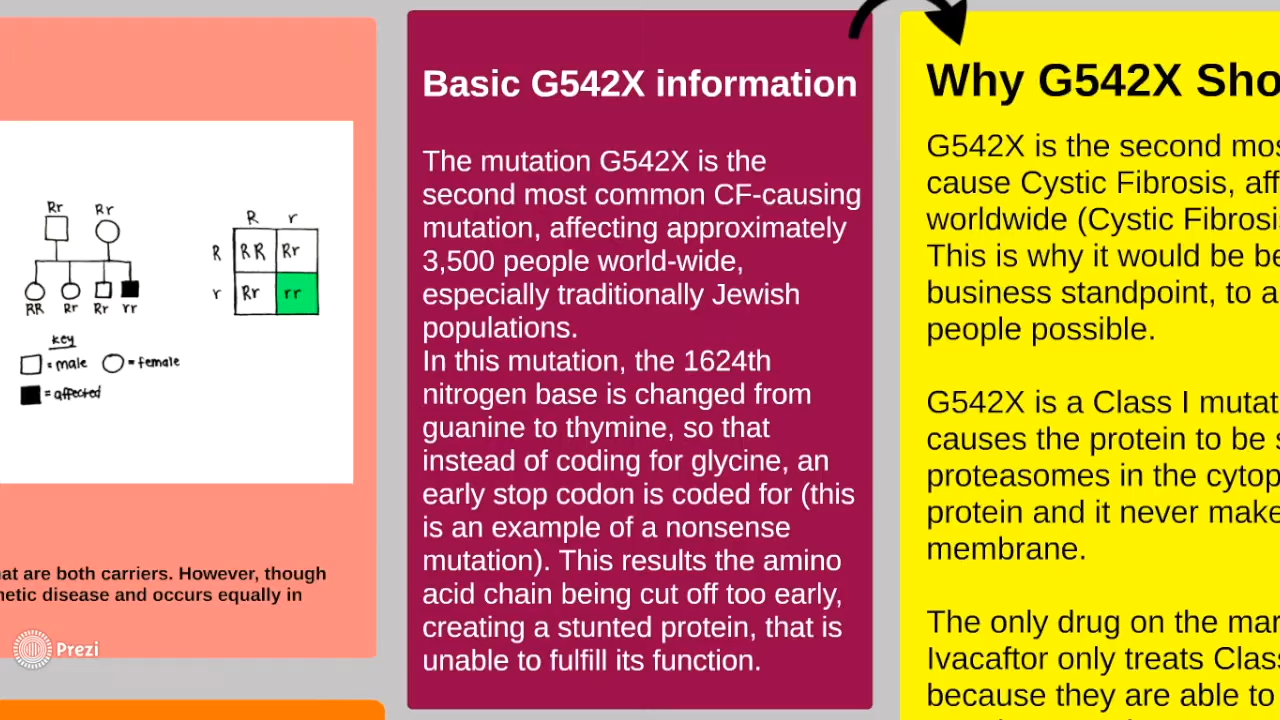 Rr Rr
RR Rr Rr rr
key
= male = female
= affected
R r
R RR Rr
r Rr rr
at are both carriers. However, though
netic disease and occurs equally in
Prezi
Basic G542X information
The mutation G542X is the
second most common CF-causing
mutation, affecting approximately
3,500 people world-wide,
especially traditionally Jewish
populations.
In this mutation, the 1624th
nitrogen base is changed from
guanine to thymine, so that
instead of coding for glycine, an
early stop codon is coded for (this
is an example of a nonsense
mutation). This results the amino
acid chain being cut off too early,
creating a stunted protein, that is
unable to fulfill its function.
Why G542X Sho
G542X is the second mos
cause Cystic Fibrosis, aff
worldwide (Cystic Fibrosi
This is why it would be be
business standpoint, to a
people possible.
G542X is a Class I mutat
causes the protein to be s
proteasomes in the cytop
protein and it never make
membrane.
The only drug on the mar
Ivacaftor only treats Clas
because they are able to